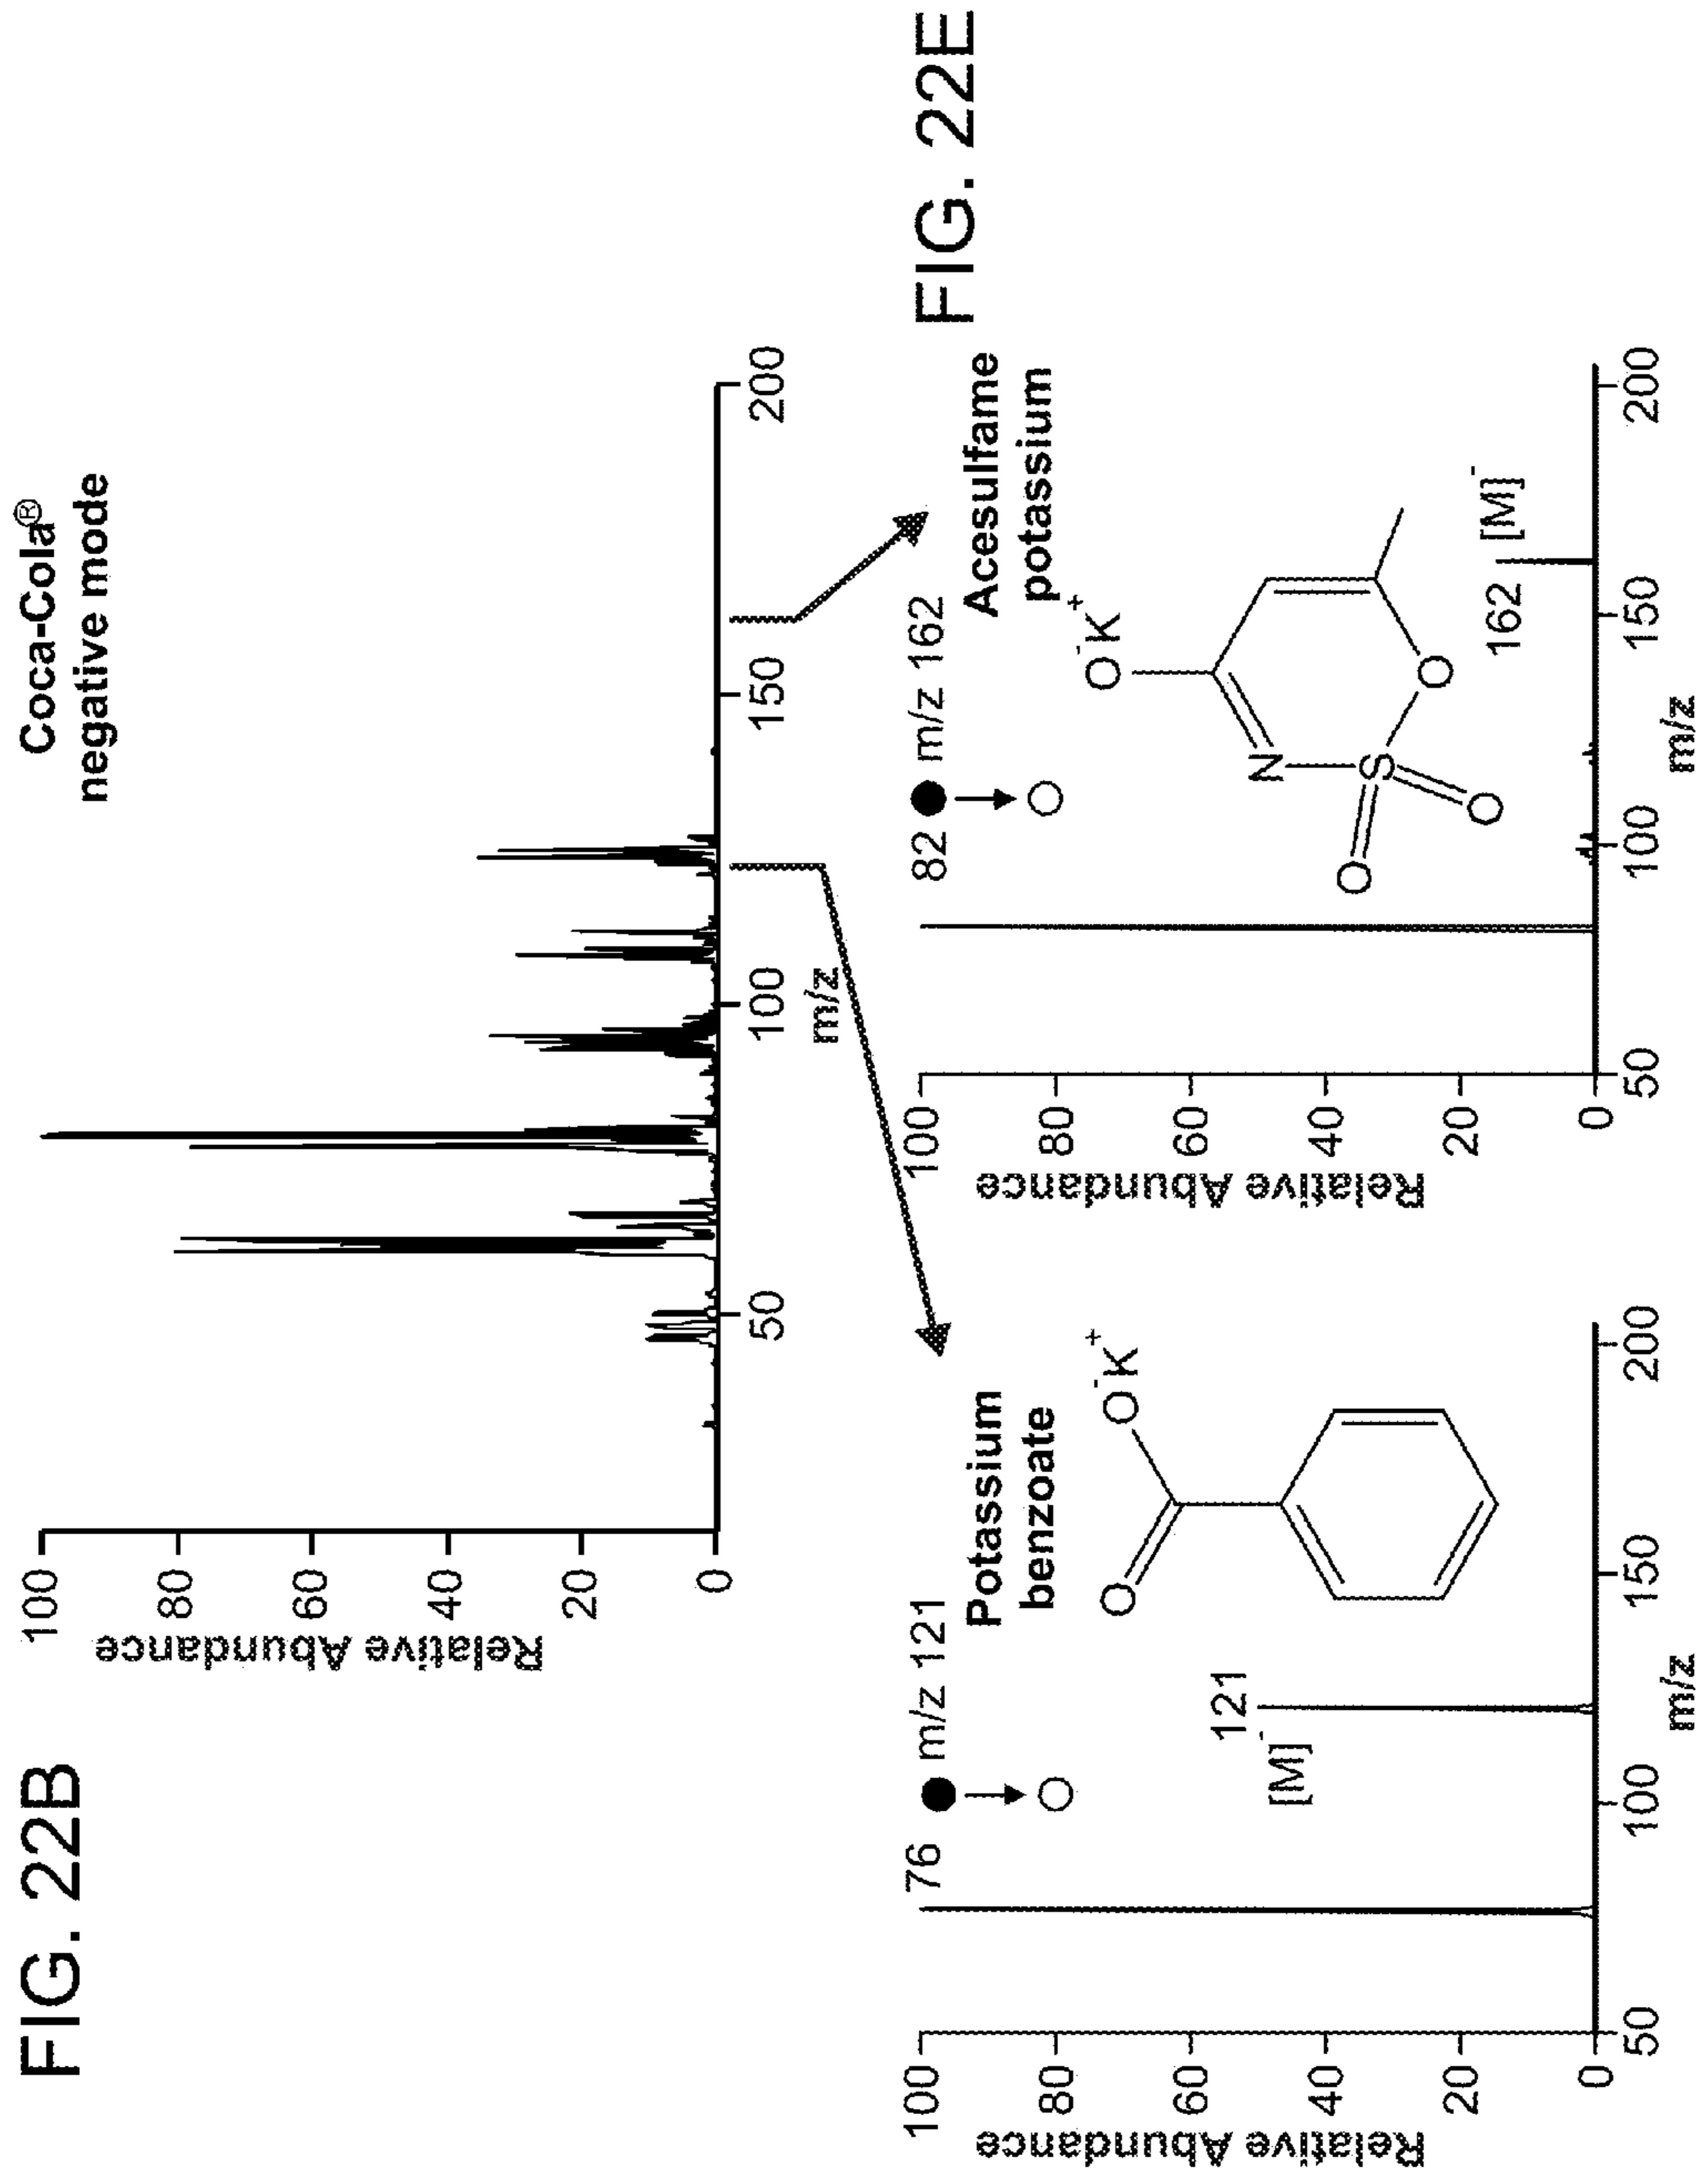 FIG. 22B
Coca-Cola®
negative mode
Relative Abundance
100
80
60
40
20
0
50
100
150
200
m/z
76
m/z 121
Potassium
benzoate
O
O⁻K⁺
121
[M]⁻
Relative Abundance
100
80
60
40
20
0
50
100
150
200
m/z
FIG. 22E
82
m/z 162
Acesulfame
potassium
O⁻K⁺
N
S
O
O
O
162
[M]⁻
Relative Abundance
100
80
60
40
20
0
50
100
150
200
m/z